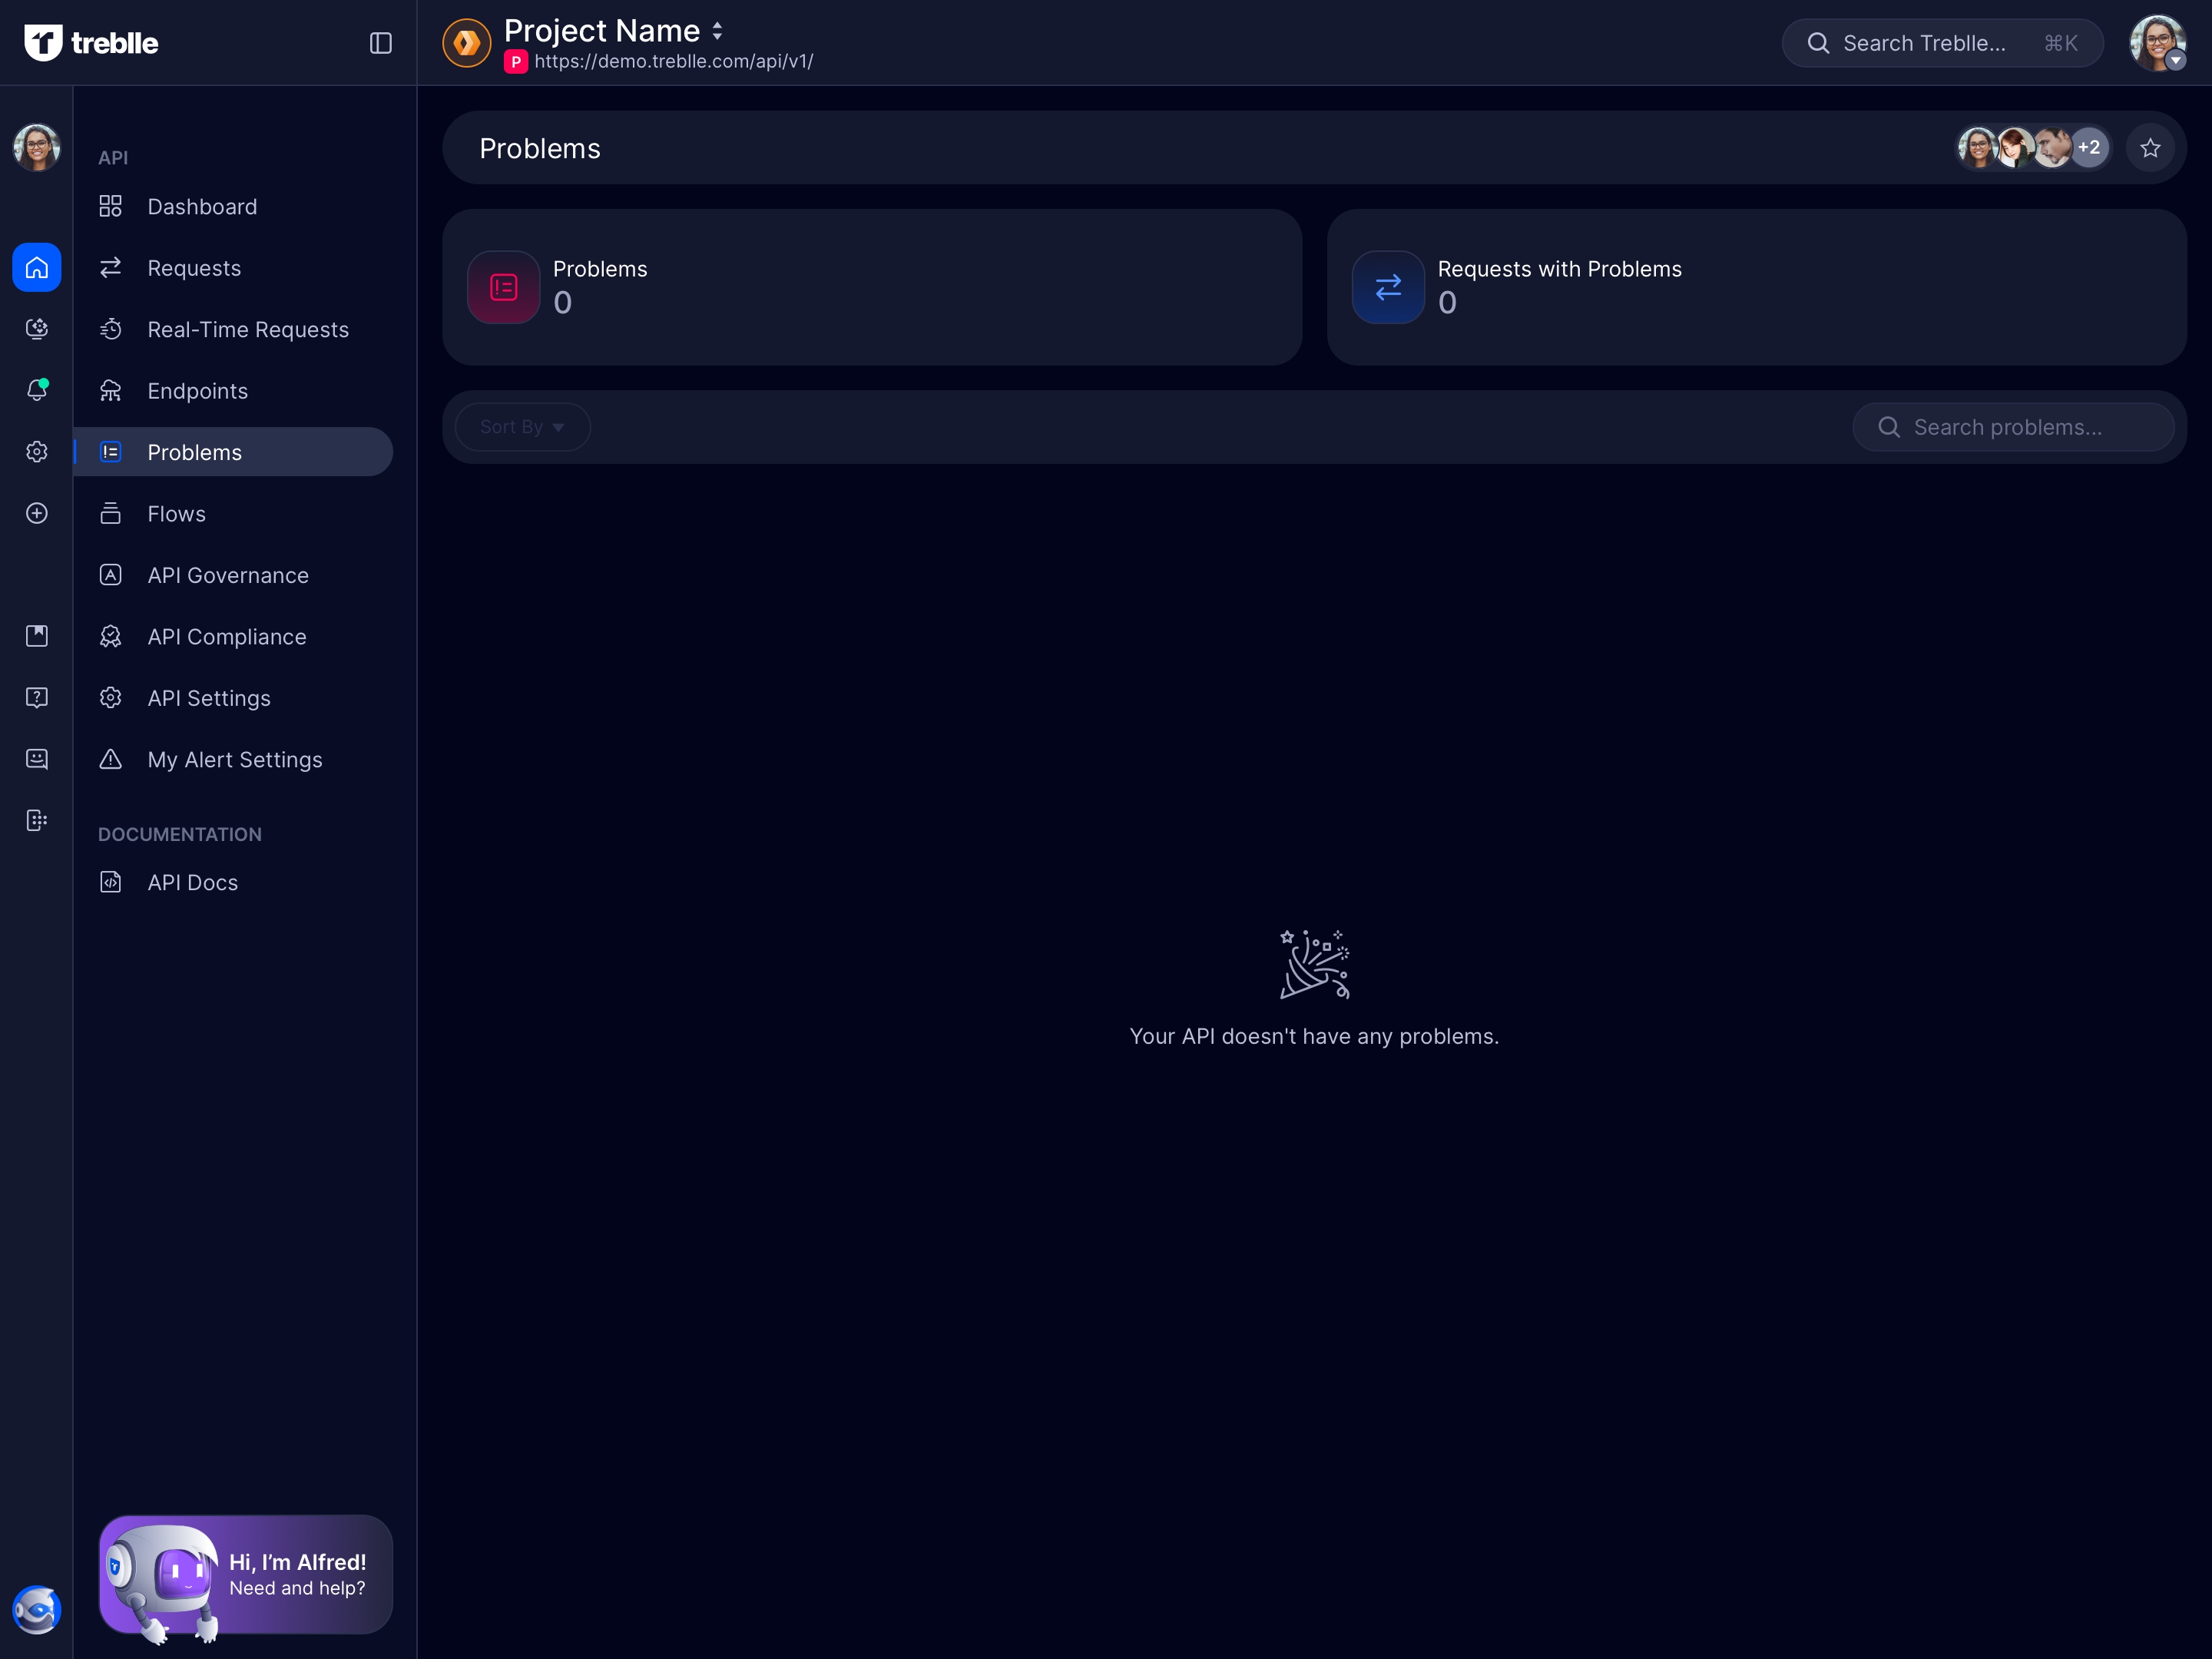 treblle
Project Name
P https://demo.treblle.com/api/v1/
Search Treblle... ⌘K
API
Dashboard
Requests
Real-Time Requests
Endpoints
Problems
Flows
API Governance
API Compliance
API Settings
My Alert Settings
DOCUMENTATION
API Docs
Hi, I’m Alfred!
Need and help?
Problems
+2
Problems
0
Requests with Problems
0
Sort By
Search problems...
Your API doesn't have any problems.